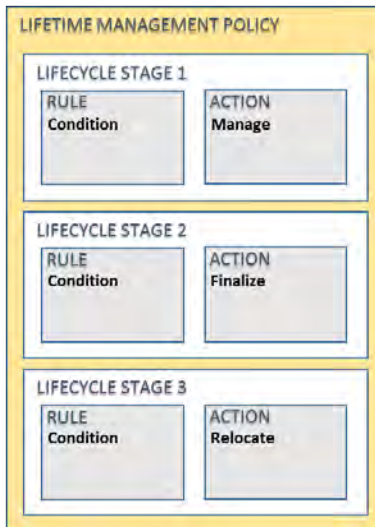 LIFETIME MANAGEMENT POLICY
LIFECYCLE STAGE 1
RULE
Condition
ACTION
Manage
LIFECYCLE STAGE 2
RULE
Condition
ACTION
Finalize
LIFECYCLE STAGE 3
RULE
Condition
ACTION
Relocate